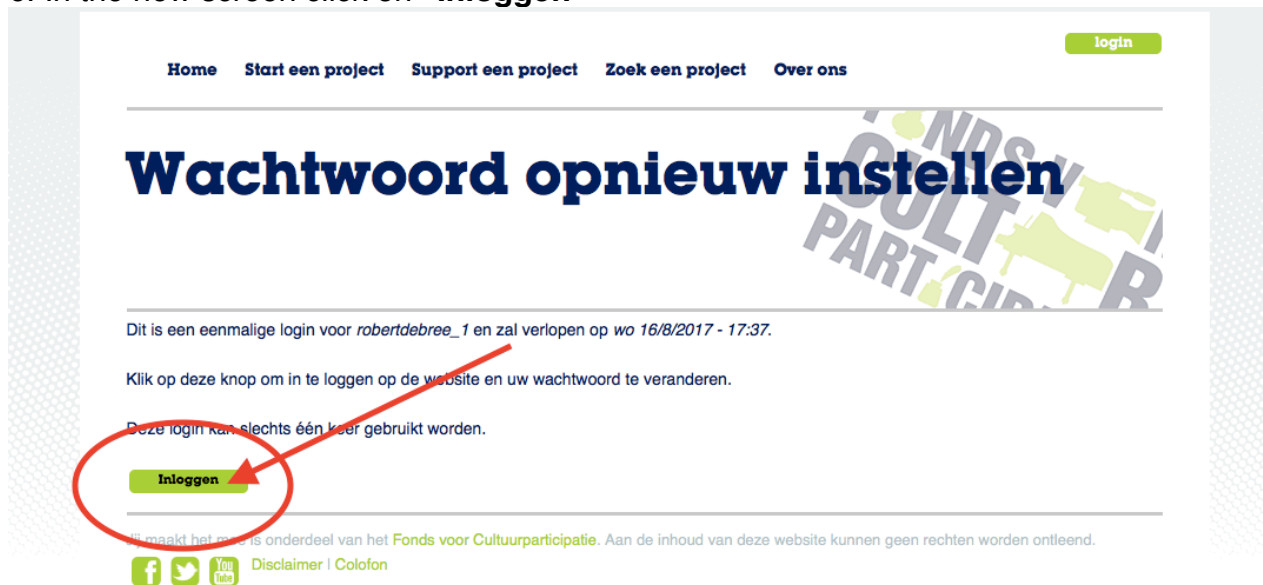 login
Home Start een project Support een project Zoek een project Over ons
Wachtwoord opnieuw instellen
CULT
PART
Dit is een eenmalige login voor robertdebree_1 en zal verlopen op wo 16/8/2017 - 17:37.
Klik op deze knop om in te loggen op de website en uw wachtwoord te veranderen.
Deze login kan slechts één keer gebruikt worden.
Inloggen
maakt het is onderdeel van het Fonds voor Cultuurparticipatie. Aan de inhoud van deze website kunnen geen rechten worden ontleend.
f You Tube Disclaimer | Colofon